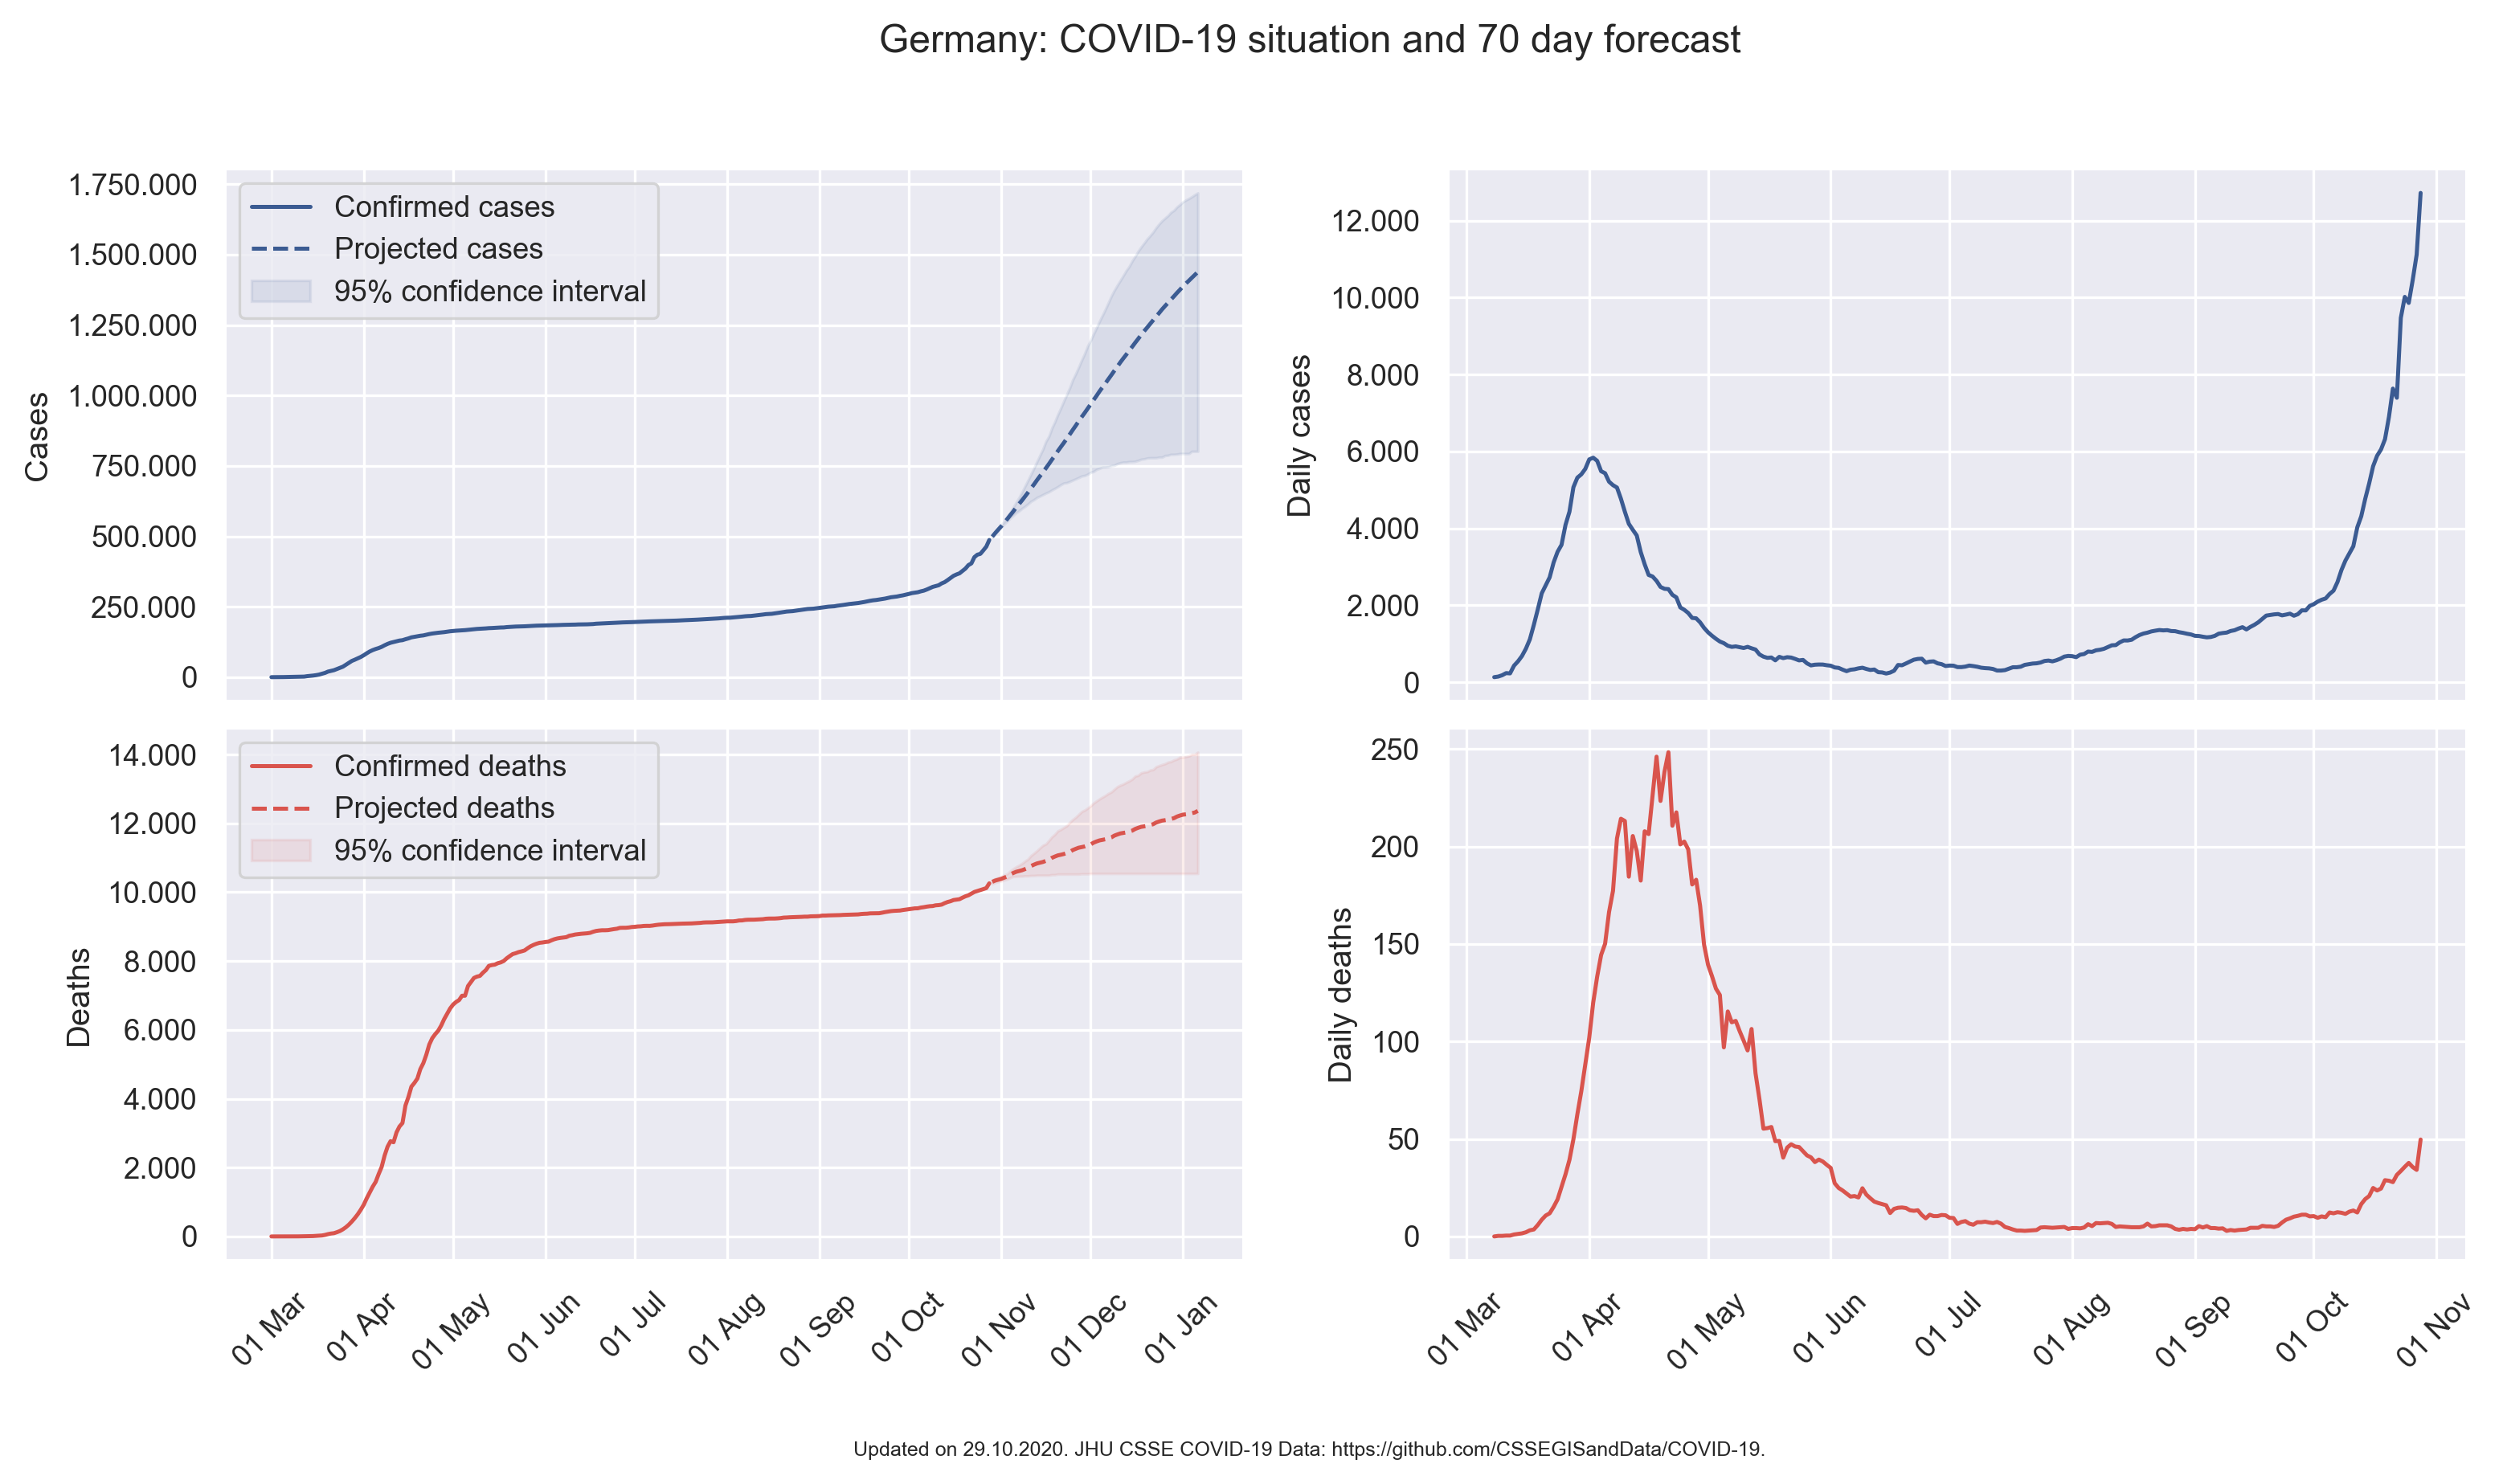 Germany: COVID-19 situation and 70 day forecast
Cases
1.750.000
1.500.000
1.250.000
1.000.000
750.000
500.000
250.000
0
Confirmed cases
Projected cases
95% confidence interval
Daily cases
12.000
10.000
8.000
6.000
4.000
2.000
0
Deaths
14.000
12.000
10.000
8.000
6.000
4.000
2.000
0
Confirmed deaths
Projected deaths
95% confidence interval
01 Mar
01 Apr
01 May
01 Jun
01 Jul
01 Aug
01 Sep
01 Oct
01 Nov
01 Dec
01 Jan
Daily deaths
250
200
150
100
50
0
01 Mar
01 Apr
01 May
01 Jun
01 Jul
01 Aug
01 Sep
01 Oct
01 Nov
Updated on 29.10.2020. JHU CSSE COVID-19 Data: https://github.com/CSSEGISandData/COVID-19.